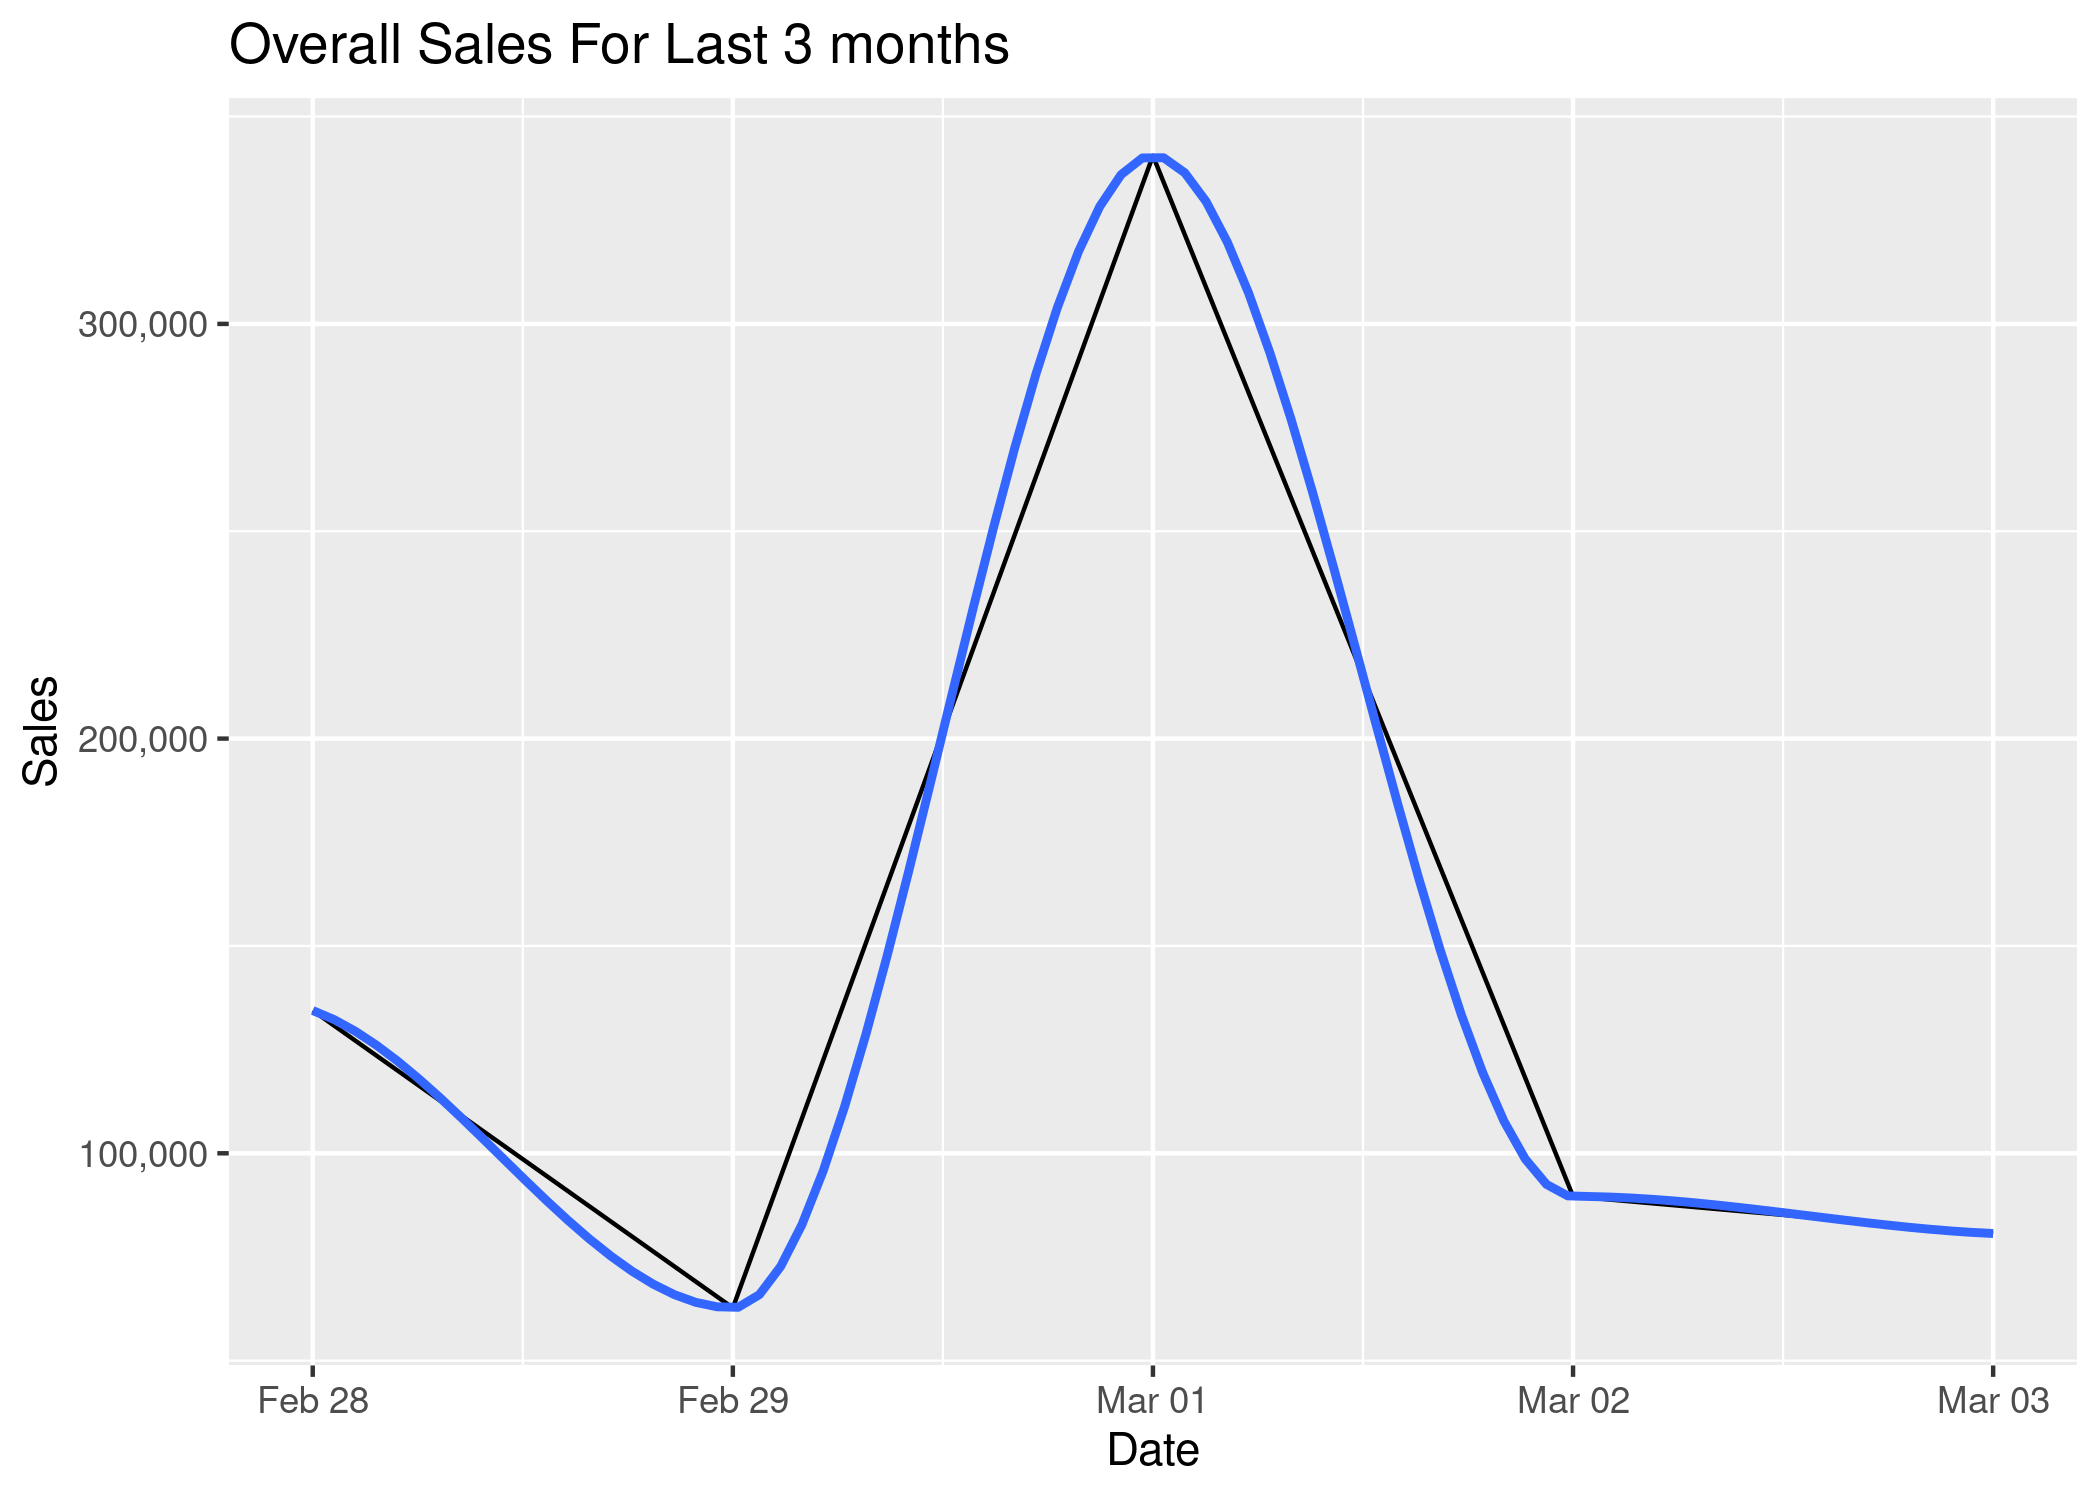 Overall Sales For Last 3 months
300,000
200,000
100,000
Sales
Feb 28
Feb 29
Mar 01
Mar 02
Mar 03
Date